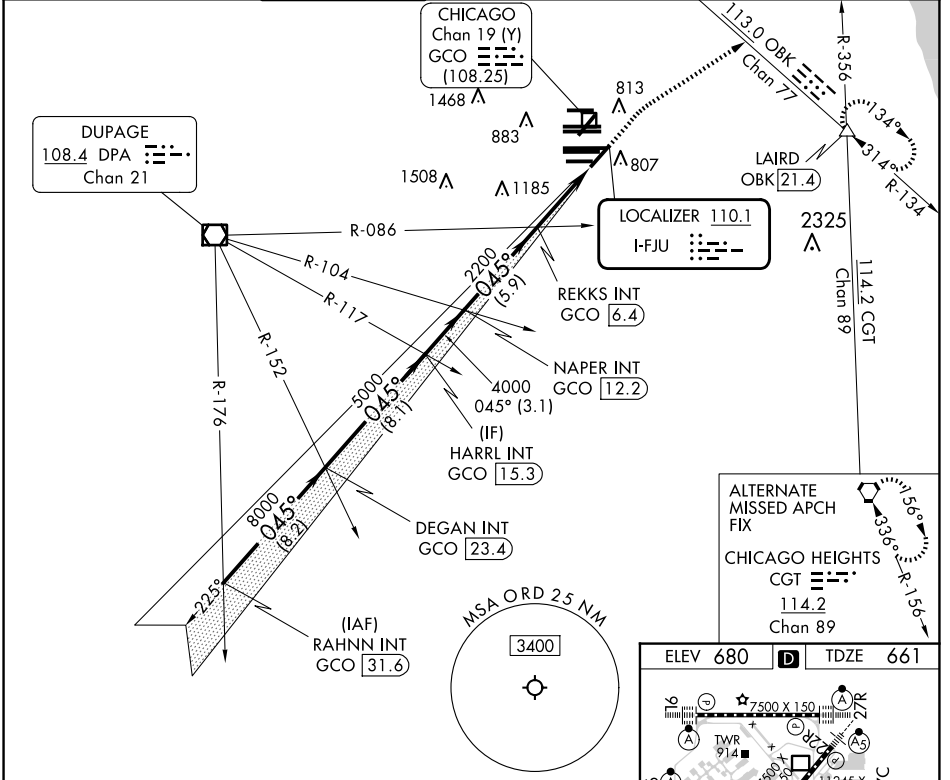 CHICAGO
Chan 19 (Y)
GCO
(108.25)
113.0 OBK
Chan 77
R-356
1468
883
813
807
1508
1185
DUPAGE
108.4 DPA
Chan 21
134°
314°
R-134
LAIRD
OBK 21.4
2325
LOCALIZER 110.1
I-FJU
R-086
R-104
R-117
R-152
R-176
2200
045°
(5.9)
REKKS INT
GCO 6.4
114.2 CGT
Chan 89
NAPER INT
GCO 12.2
4000
045° (3.1)
5000
045°
(8.1)
(IF)
HARRL INT
GCO 15.3
8000
045°
(8.2)
DEGAN INT
GCO 23.4
225°
(IAF)
RAHNN INT
GCO 31.6
MSA ORD 25 NM
3400
ALTERNATE
MISSED APCH
FIX
CHICAGO HEIGHTS
CGT
114.2
Chan 89
156°
336°
R-156
ELEV 680 D TDZE 661
9L
P
7500 X 150
A
27R
A
TWR
914
P
22R
A5
P